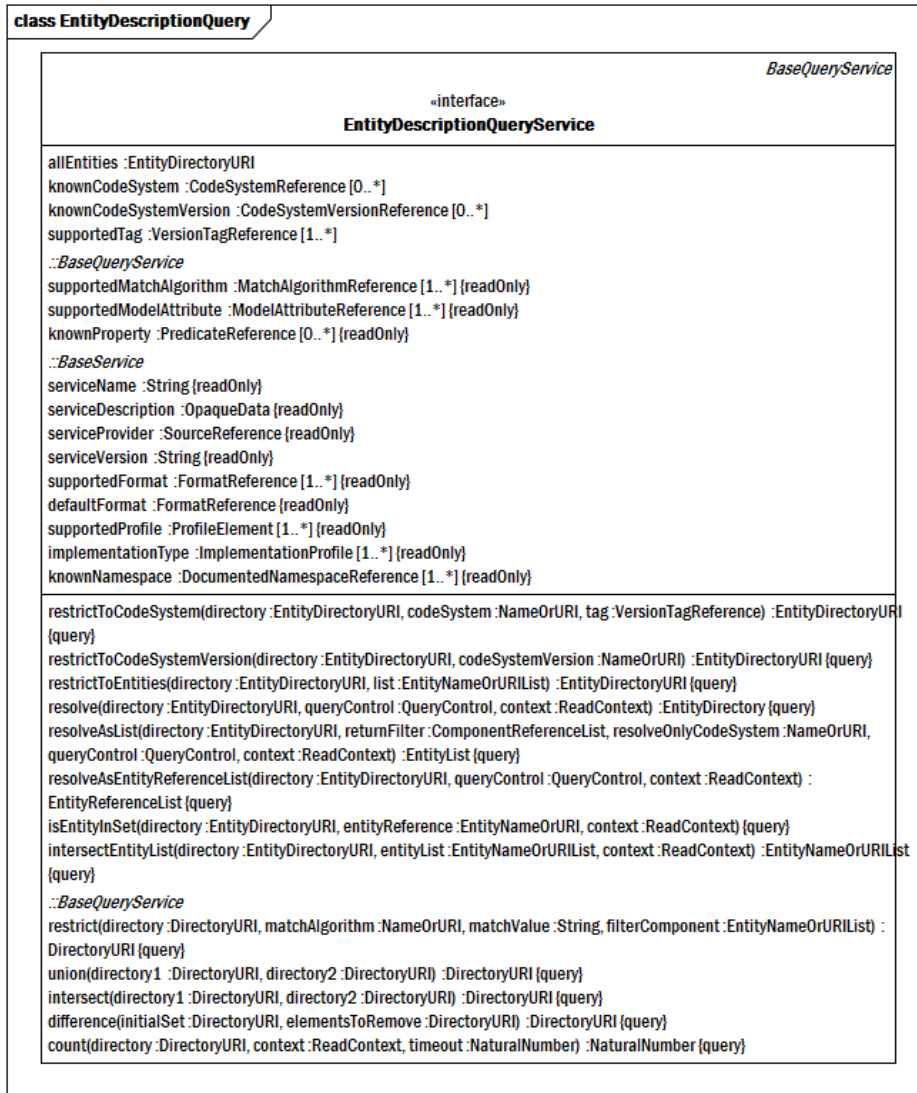 class EntityDescriptionQuery
BaseQueryService
«interface»
EntityDescriptionQueryService
allEntities :EntityDirectoryURI
knownCodeSystem :CodeSystemReference [0..*]
knownCodeSystemVersion :CodeSystemVersionReference [0..*]
supportedTag :VersionTagReference [1..*]
::BaseQueryService
supportedMatchAlgorithm :MatchAlgorithmReference [1..*] {readOnly}
supportedModelAttribute :ModelAttributeReference [1..*] {readOnly}
knownProperty :PredicateReference [0..*] {readOnly}
::BaseService
serviceName :String {readOnly}
serviceDescription :OpaqueData {readOnly}
serviceProvider :SourceReference {readOnly}
serviceVersion :String {readOnly}
supportedFormat :FormatReference [1..*] {readOnly}
defaultFormat :FormatReference {readOnly}
supportedProfile :ProfileElement [1..*] {readOnly}
implementationType :ImplementationProfile [1..*] {readOnly}
knownNamespace :DocumentedNamespaceReference [1..*] {readOnly}
restrictToCodeSystem(directory :EntityDirectoryURI, codeSystem :NameOrURI, tag :VersionTagReference) :EntityDirectoryURI
{query}
restrictToCodeSystemVersion(directory :EntityDirectoryURI, codeSystemVersion :NameOrURI) :EntityDirectoryURI {query}
restrictToEntities(directory :EntityDirectoryURI, list :EntityNameOrURIList) :EntityDirectoryURI {query}
resolve(directory :EntityDirectoryURI, queryControl :QueryControl, context :ReadContext) :EntityDirectory {query}
resolveAsList(directory :EntityDirectoryURI, returnFilter :ComponentReferenceList, resolveOnlyCodeSystem :NameOrURI,
queryControl :QueryControl, context :ReadContext) :EntityList {query}
resolveAsEntityReferenceList(directory :EntityDirectoryURI, queryControl :QueryControl, context :ReadContext) :
EntityReferenceList {query}
isEntityInSet(directory :EntityDirectoryURI, entityReference :EntityNameOrURI, context :ReadContext) {query}
intersectEntityList(directory :EntityDirectoryURI, entityList :EntityNameOrURIList, context :ReadContext) :EntityNameOrURIList
{query}
::BaseQueryService
restrict(directory :DirectoryURI, matchAlgorithm :NameOrURI, matchValue :String, filterComponent :EntityNameOrURIList) :
DirectoryURI {query}
union(directory1 :DirectoryURI, directory2 :DirectoryURI) :DirectoryURI {query}
intersect(directory1 :DirectoryURI, directory2 :DirectoryURI) :DirectoryURI {query}
difference(initialSet :DirectoryURI, elementsToRemove :DirectoryURI) :DirectoryURI {query}
count(directory :DirectoryURI, context :ReadContext, timeout :NaturalNumber) :NaturalNumber {query}